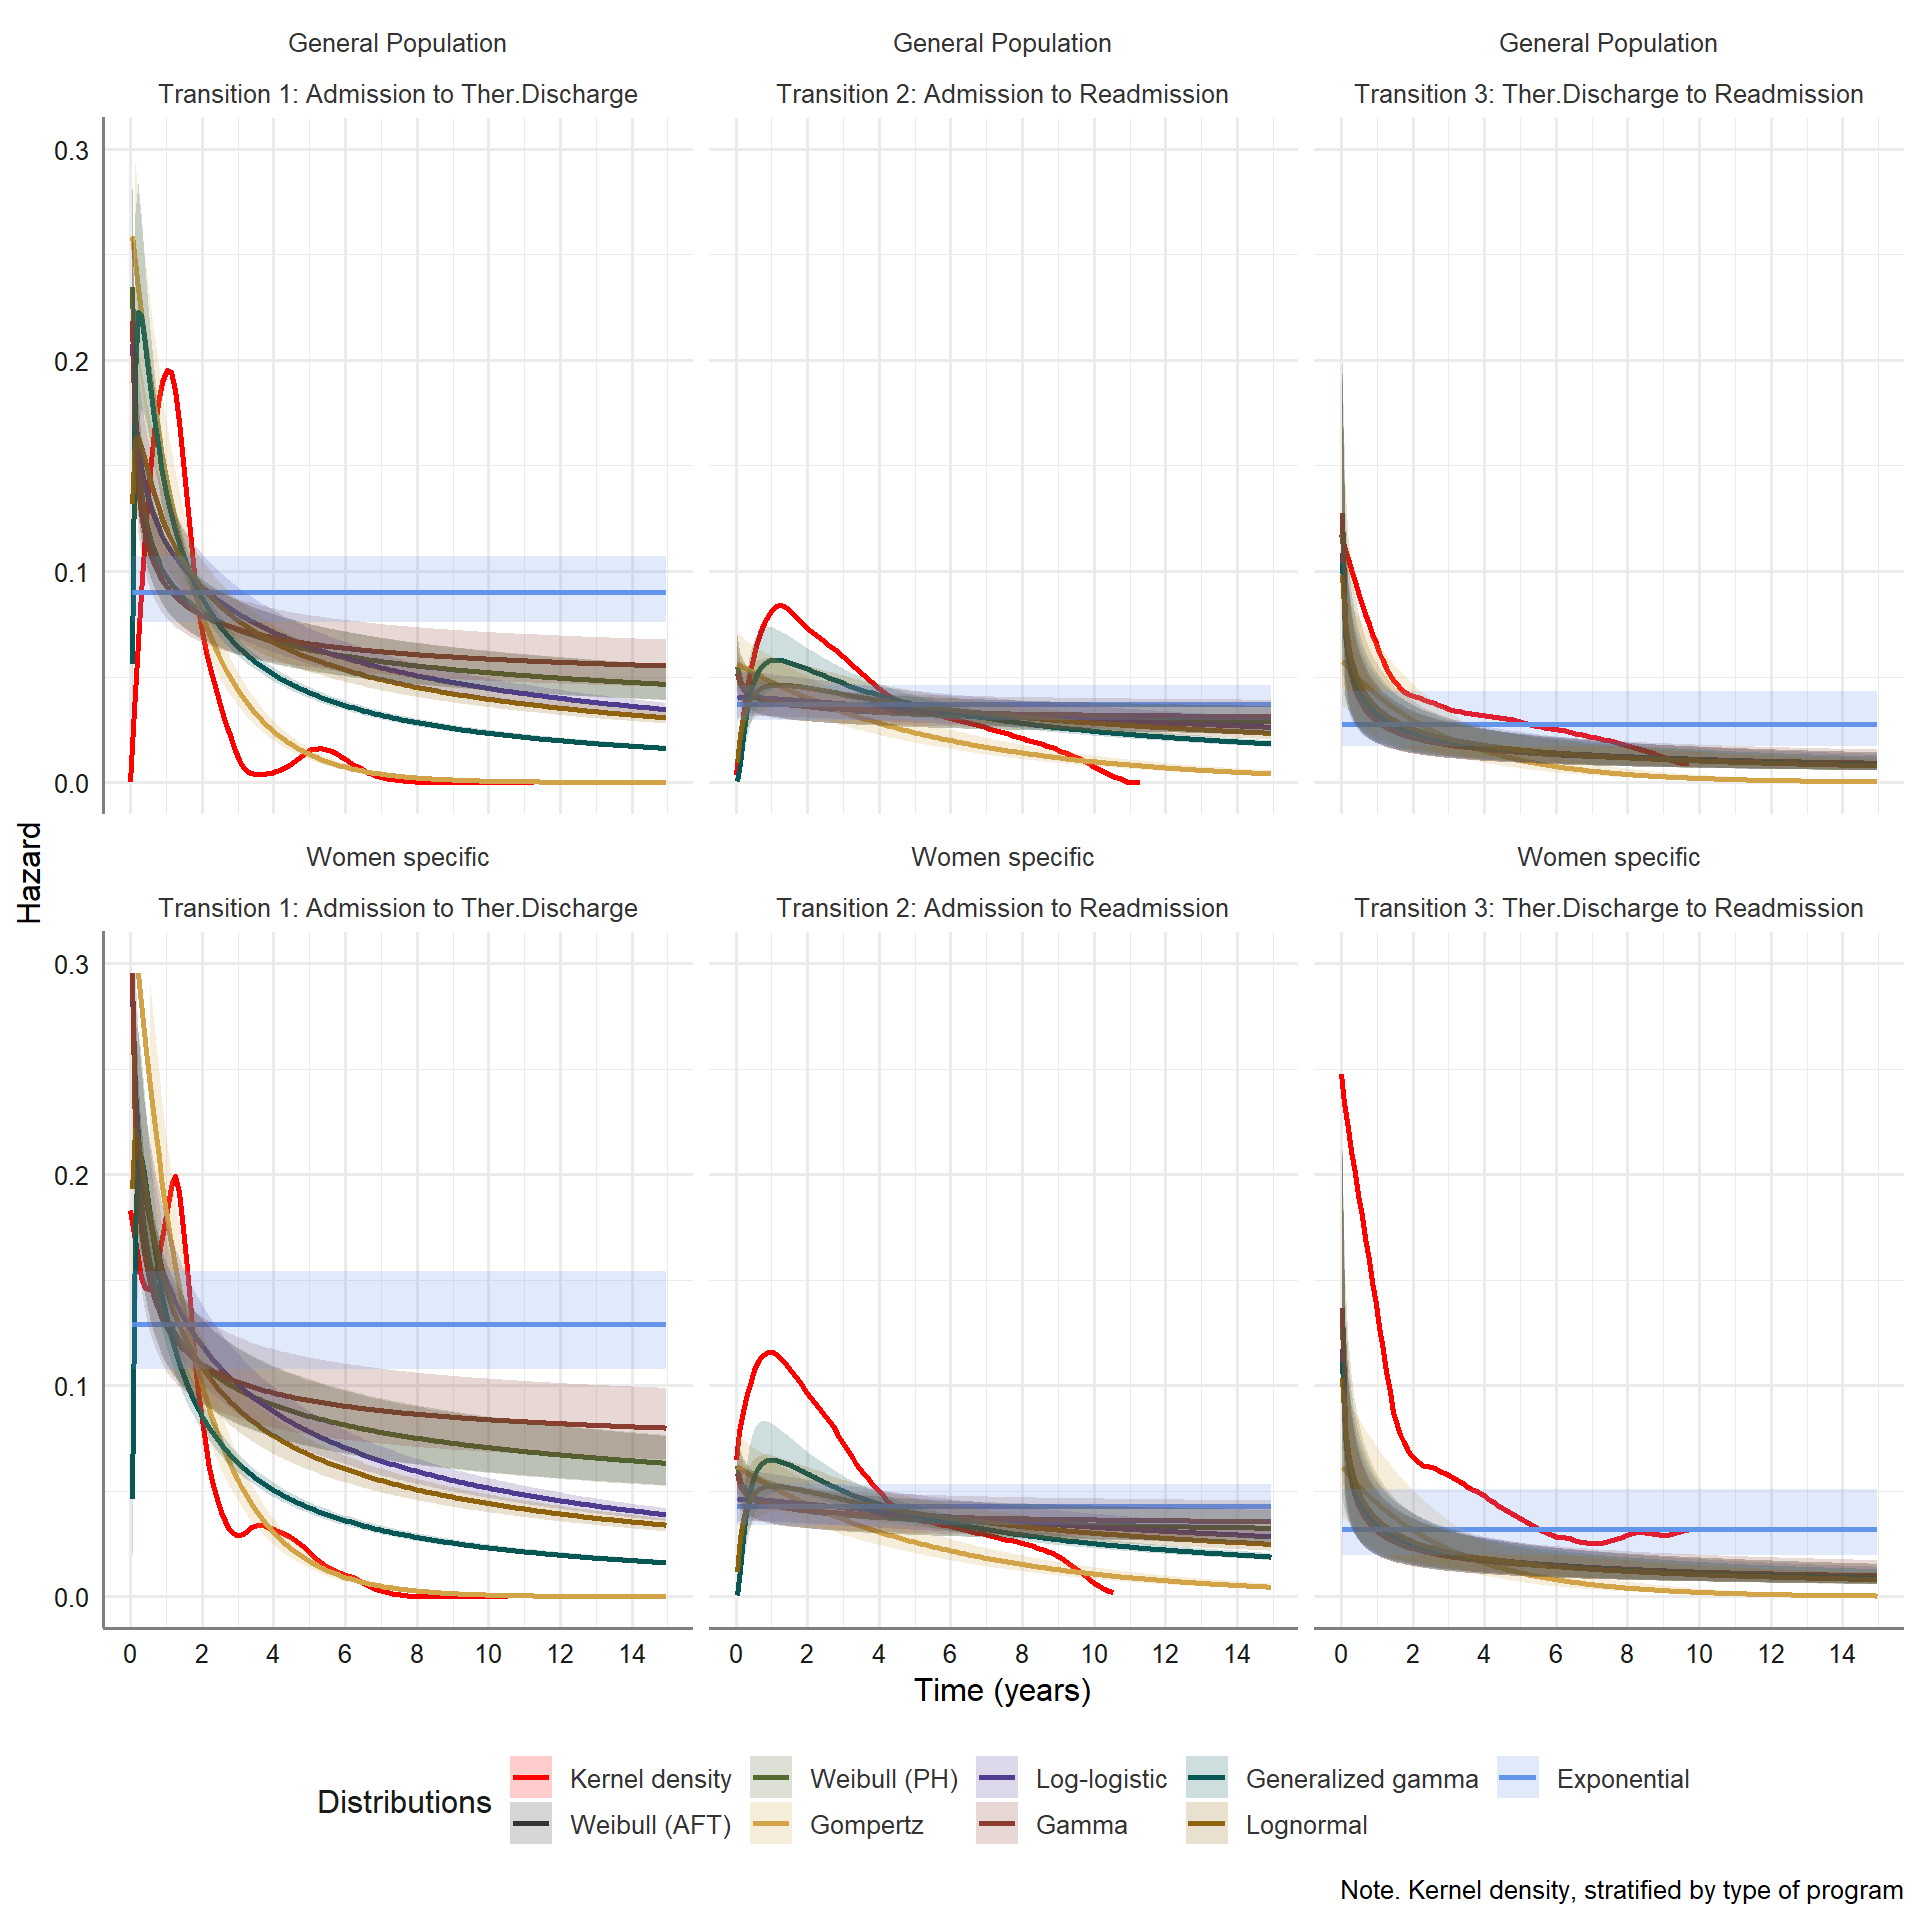 General Population
General Population
General Population
Transition 1: Admission to Ther.Discharge
Transition 2: Admission to Readmission
Transition 3: Ther.Discharge to Readmission
0.3
0.2
0.1
0.0
Hazard
Women specific
Women specific
Women specific
Transition 1: Admission to Ther.Discharge
Transition 2: Admission to Readmission
Transition 3: Ther.Discharge to Readmission
0.3
0.2
0.1
0.0
0 2 4 6 8 10 12 14
0 2 4 6 8 10 12 14
0 2 4 6 8 10 12 14
Time (years)
Distributions
Kernel density
Weibull (PH)
Log-logistic
Generalized gamma
Exponential
Weibull (AFT)
Gompertz
Gamma
Lognormal
Note. Kernel density, stratified by type of program